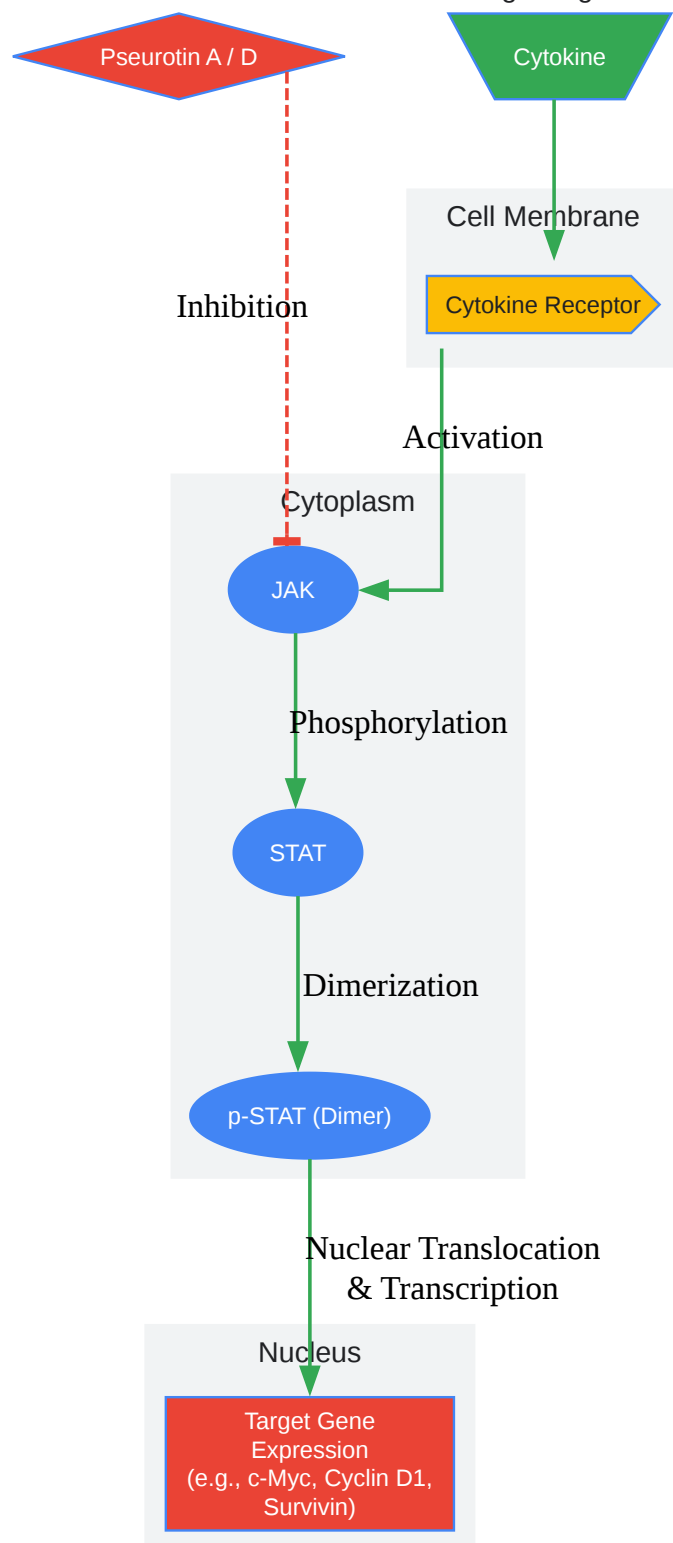 Pseurotin A / D
Cytokine
Cell Membrane
Cytokine Receptor
Inhibition
Activation
Cytoplasm
JAK
Phosphorylation
STAT
Dimerization
p-STAT (Dimer)
Nuclear Translocation
& Transcription
Nucleus
Target Gene
Expression
(e.g., c-Myc, Cyclin D1,
Survivin)